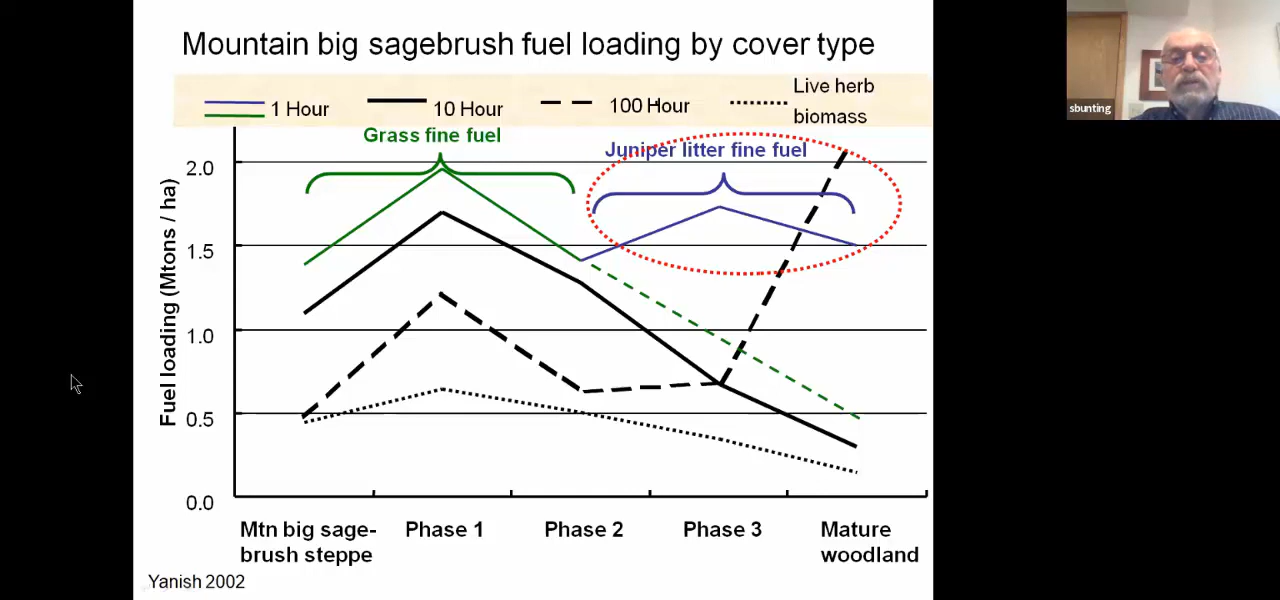 Mountain big sagebrush fuel loading by cover type
1 Hour
10 Hour
100 Hour
Live herb
biomass
sbunting
Grass fine fuel
Juniper litter fine fuel
Fuel loading (Mtons / ha)
2.0
1.5
1.0
0.5
0.0
Mtn big sage-
brush steppe
Phase 1
Phase 2
Phase 3
Mature
woodland
Yanish 2002